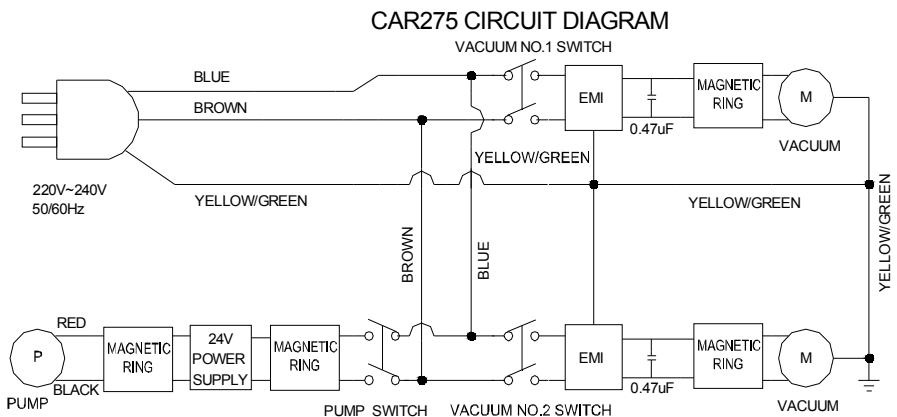 CAR275 CIRCUIT DIAGRAM
VACUUM NO.1 SWITCH
BLUE
BROWN
EMI
0.47uF
MAGNETIC
RING
M
VACUUM
YELLOW/GREEN
220V~240V
50/60Hz
YELLOW/GREEN
YELLOW/GREEN
YELLOW/GREEN
BROWN
BLUE
RED
P
BLACK
PUMP
MAGNETIC
RING
24V
POWER
SUPPLY
MAGNETIC
RING
PUMP SWITCH
VACUUM NO.2 SWITCH
EMI
0.47uF
MAGNETIC
RING
M
VACUUM